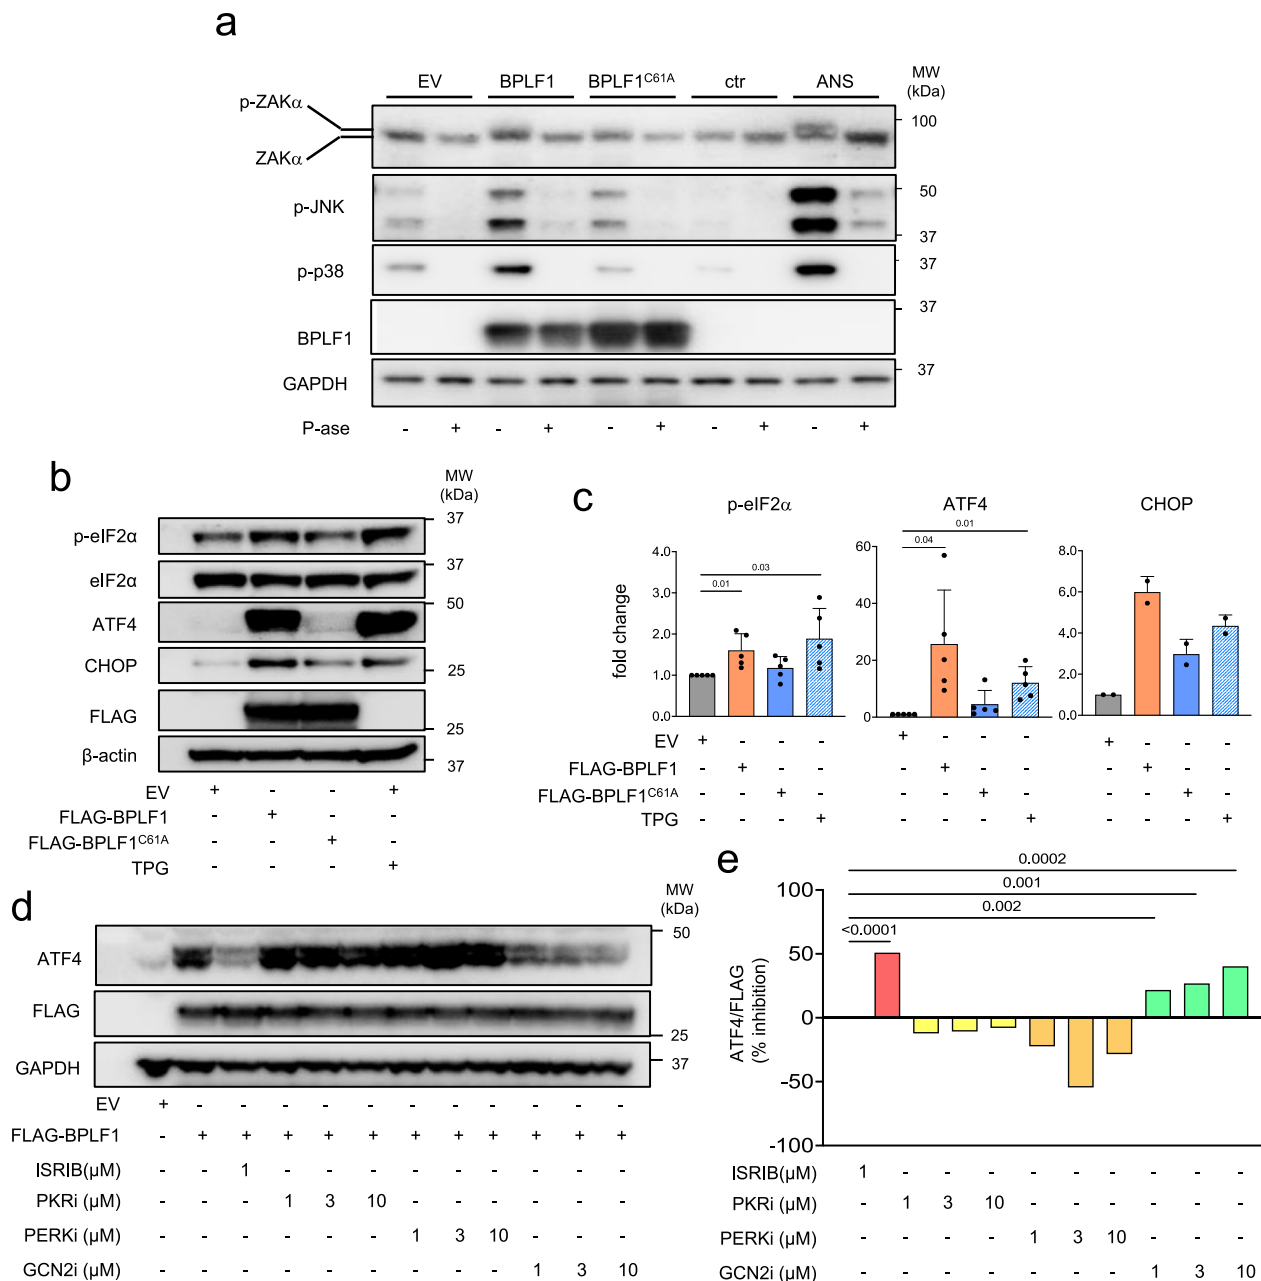 a
EV BPLF1 BPLF1C61A ctr ANS MW
(kDa)
p-ZAKα
ZAKα
100
p-JNK
50
37
p-p38
37
BPLF1
37
GAPDH
37
P-ase - + - + - + - + - +
b
MW
(kDa)
p-eIF2α
37
eIF2α
37
ATF4
50
CHOP
25
FLAG
25
β-actin
37
EV + - - +
FLAG-BPLF1 - + - -
FLAG-BPLF1C61A - - + -
TPG - - - +
c
p-eIF2α ATF4 CHOP
fold change
4.0
3.0
2.0
1.0
0.0
0.03
0.01
60
40
20
0
0.01
0.04
8.0
6.0
4.0
2.0
0.0
EV + - - - + - - - + - - -
FLAG-BPLF1 - + - - - + - - - + - -
FLAG-BPLF1C61A - - + - - - + - - - + -
TPG - - - + - - - + - - - +
d
MW
(kDa)
ATF4
50
FLAG
25
GAPDH
37
EV + - - - - - - - - - - -
FLAG-BPLF1 - + + + + + + + + + + +
ISRIB(µM) - - 1 - - - - - - - - -
PKRi (µM) - - - 1 3 10 - - - - - -
PERKi (µM) - - - - - - 1 3 10 - - -
GCN2i (µM) - - - - - - - - - 1 3 10
e
ATF4/FLAG
(% inhibition)
100
50
0
-50
-100
0.0002
0.001
0.002
<0.0001
ISRIB(µM) 1 - - - - - - - - -
PKRi (µM) - 1 3 10 - - - - - -
PERKi (µM) - - - - 1 3 10 - - -
GCN2i (µM) - - - - - - - 1 3 10